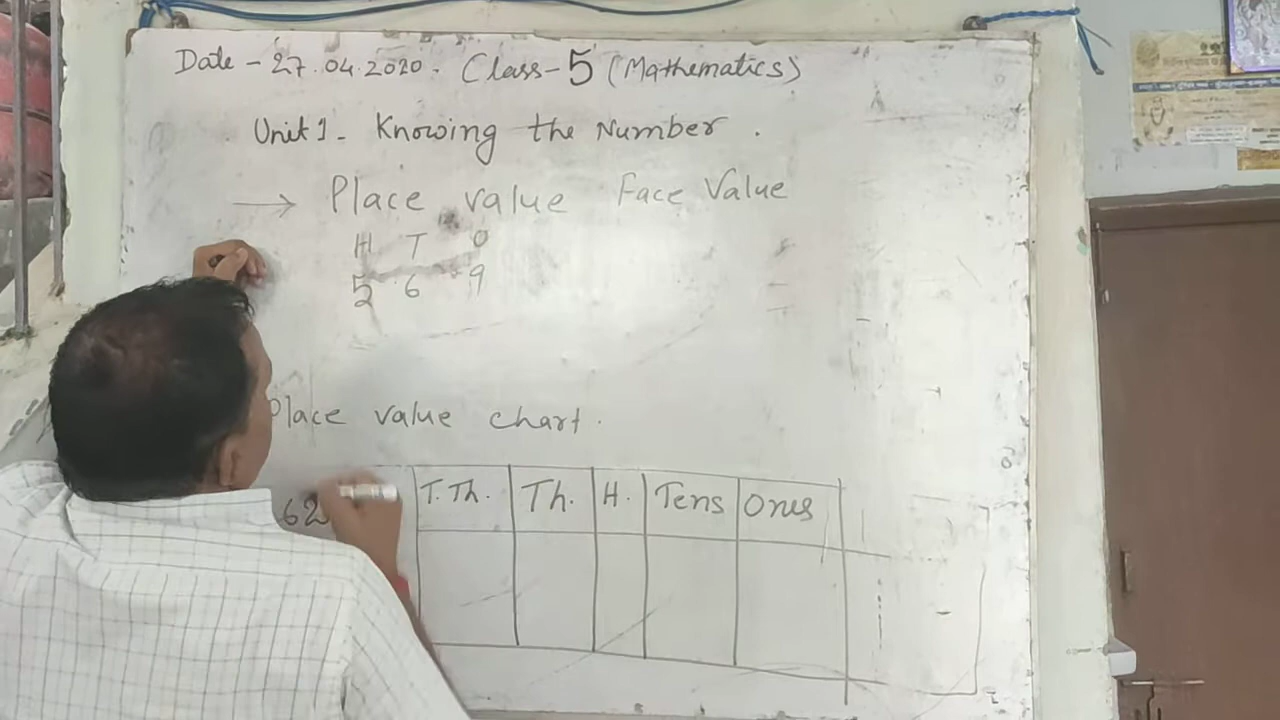 Date - 27.04.2020. Class-5 (Mathematics)
Unit 1- Knowing the Number.
→ Place value Face Value
H T O
5 6 9
Place value chart.
T.Th. Th. H. Tens Ones
62